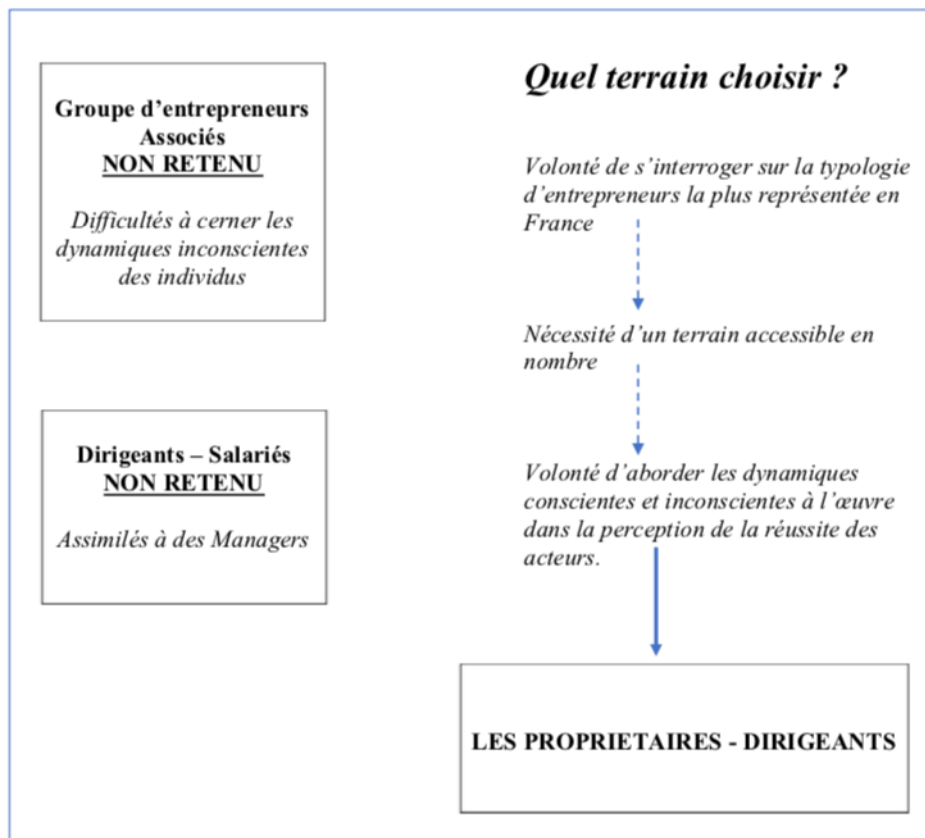 Groupe d’entrepreneurs
Associés
NON RETENU
Difficultés à cerner les
dynamiques inconscientes
des individus
Dirigeants – Salariés
NON RETENU
Assimilés à des Managers
Quel terrain choisir ?
Volonté de s’interroger sur la typologie
d’entrepreneurs la plus représentée en
France
Nécessité d’un terrain accessible en
nombre
Volonté d’aborder les dynamiques
conscientes et inconscientes à l’œuvre
dans la perception de la réussite des
acteurs.
LES PROPRIETAIRES - DIRIGEANTS